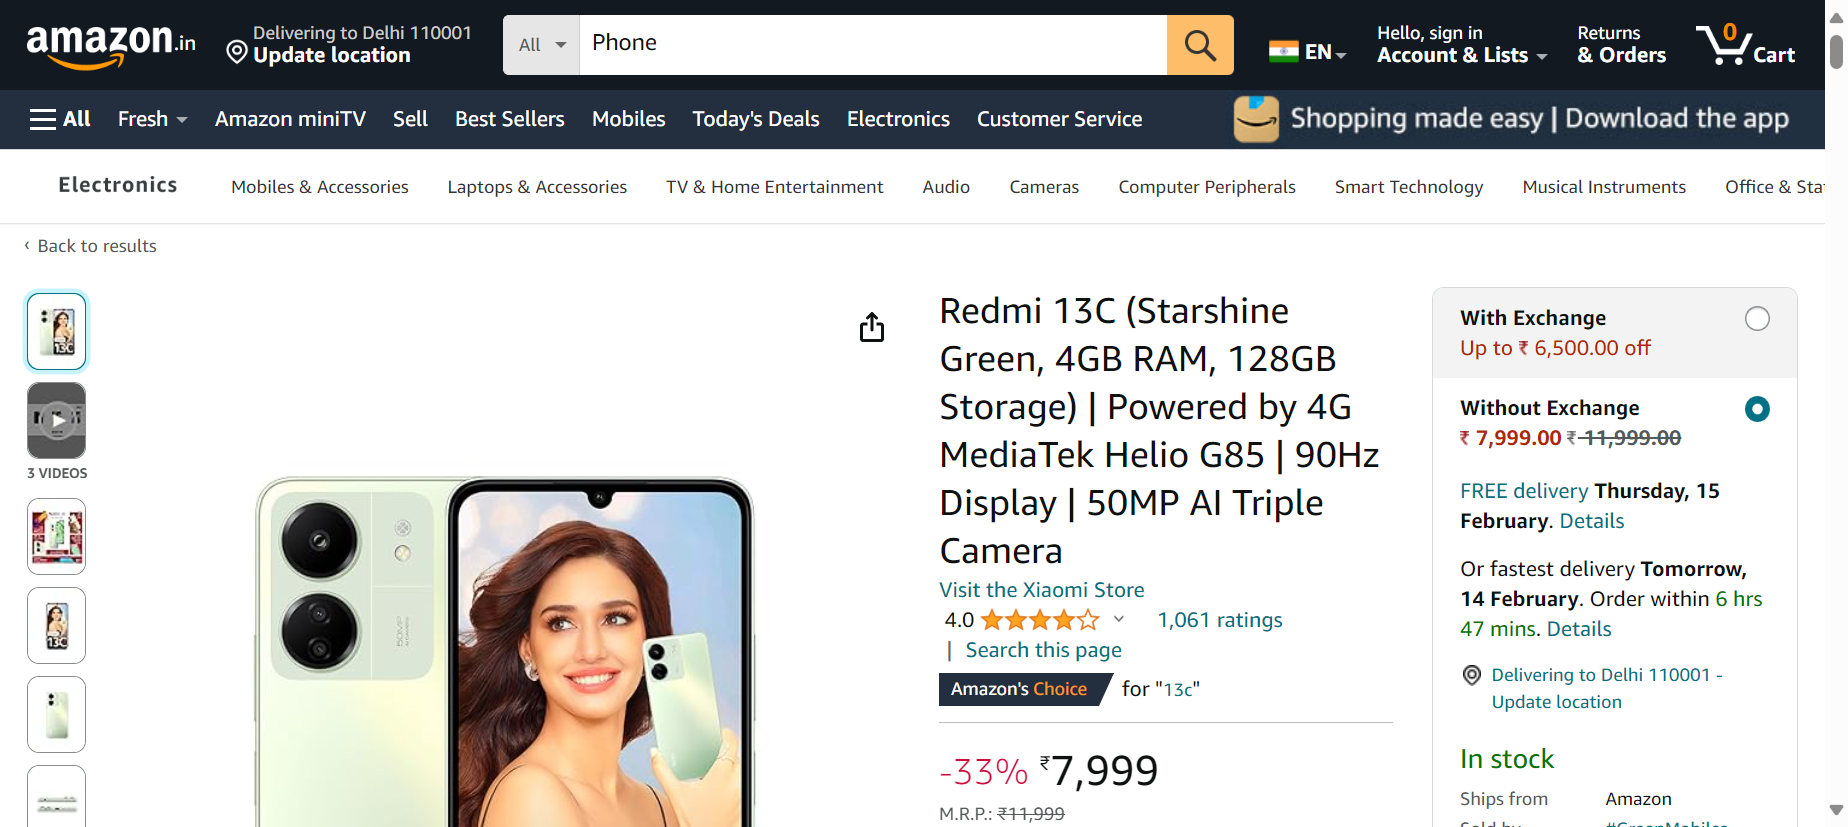 amazon.in
Delivering to Delhi 110001
Update location
All
Phone
EN
Hello, sign in
Account & Lists
Returns
& Orders
0
Cart
All
Fresh
Amazon miniTV
Sell
Best Sellers
Mobiles
Today's Deals
Electronics
Customer Service
Shopping made easy | Download the app
Electronics
Mobiles & Accessories
Laptops & Accessories
TV & Home Entertainment
Audio
Cameras
Computer Peripherals
Smart Technology
Musical Instruments
Office & Sta
‹ Back to results
13C
3 VIDEOS
13C
50MP
Redmi 13C (Starshine
Green, 4GB RAM, 128GB
Storage) | Powered by 4G
MediaTek Helio G85 | 90Hz
Display | 50MP AI Triple
Camera
Visit the Xiaomi Store
4.0
1,061 ratings
| Search this page
Amazon's Choice for "13c"
-33% ₹7,999
M.R.P.: ₹11,999
With Exchange
Up to ₹ 6,500.00 off
Without Exchange
₹ 7,999.00 ₹ 11,999.00
FREE delivery Thursday, 15
February. Details
Or fastest delivery Tomorrow,
14 February. Order within 6 hrs
47 mins. Details
Delivering to Delhi 110001 -
Update location
In stock
Ships from Amazon
Sold by #GreenMobiles